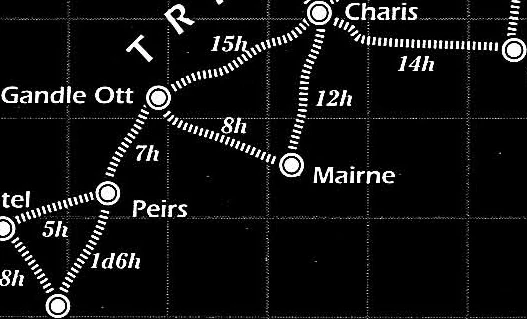 Charis
T R A
15h
14h
Gandle Ott
12h
8h
7h
Mairne
tel
Peirs
5h
1d6h
8h